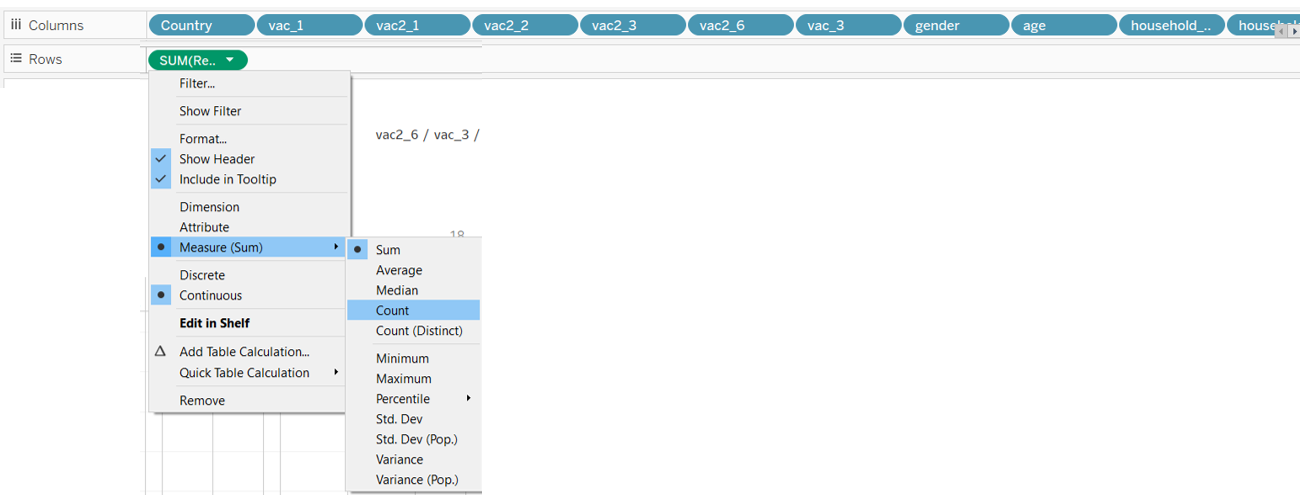 Columns Country vac_1 vac2_1 vac2_2 vac2_3 vac2_6 vac_3 gender age household_.. househol
Rows SUM(Re..
Filter...
Show Filter
Format...
vac2_6 / vac_3 /
Show Header
Include in Tooltip
Dimension
Attribute
18
Measure (Sum)
Sum
Average
Discrete
Median
Continuous
Count
Edit in Shelf
Count (Distinct)
Add Table Calculation...
Minimum
Quick Table Calculation
Maximum
Remove
Percentile
Std. Dev
Std. Dev (Pop.)
Variance
Variance (Pop.)